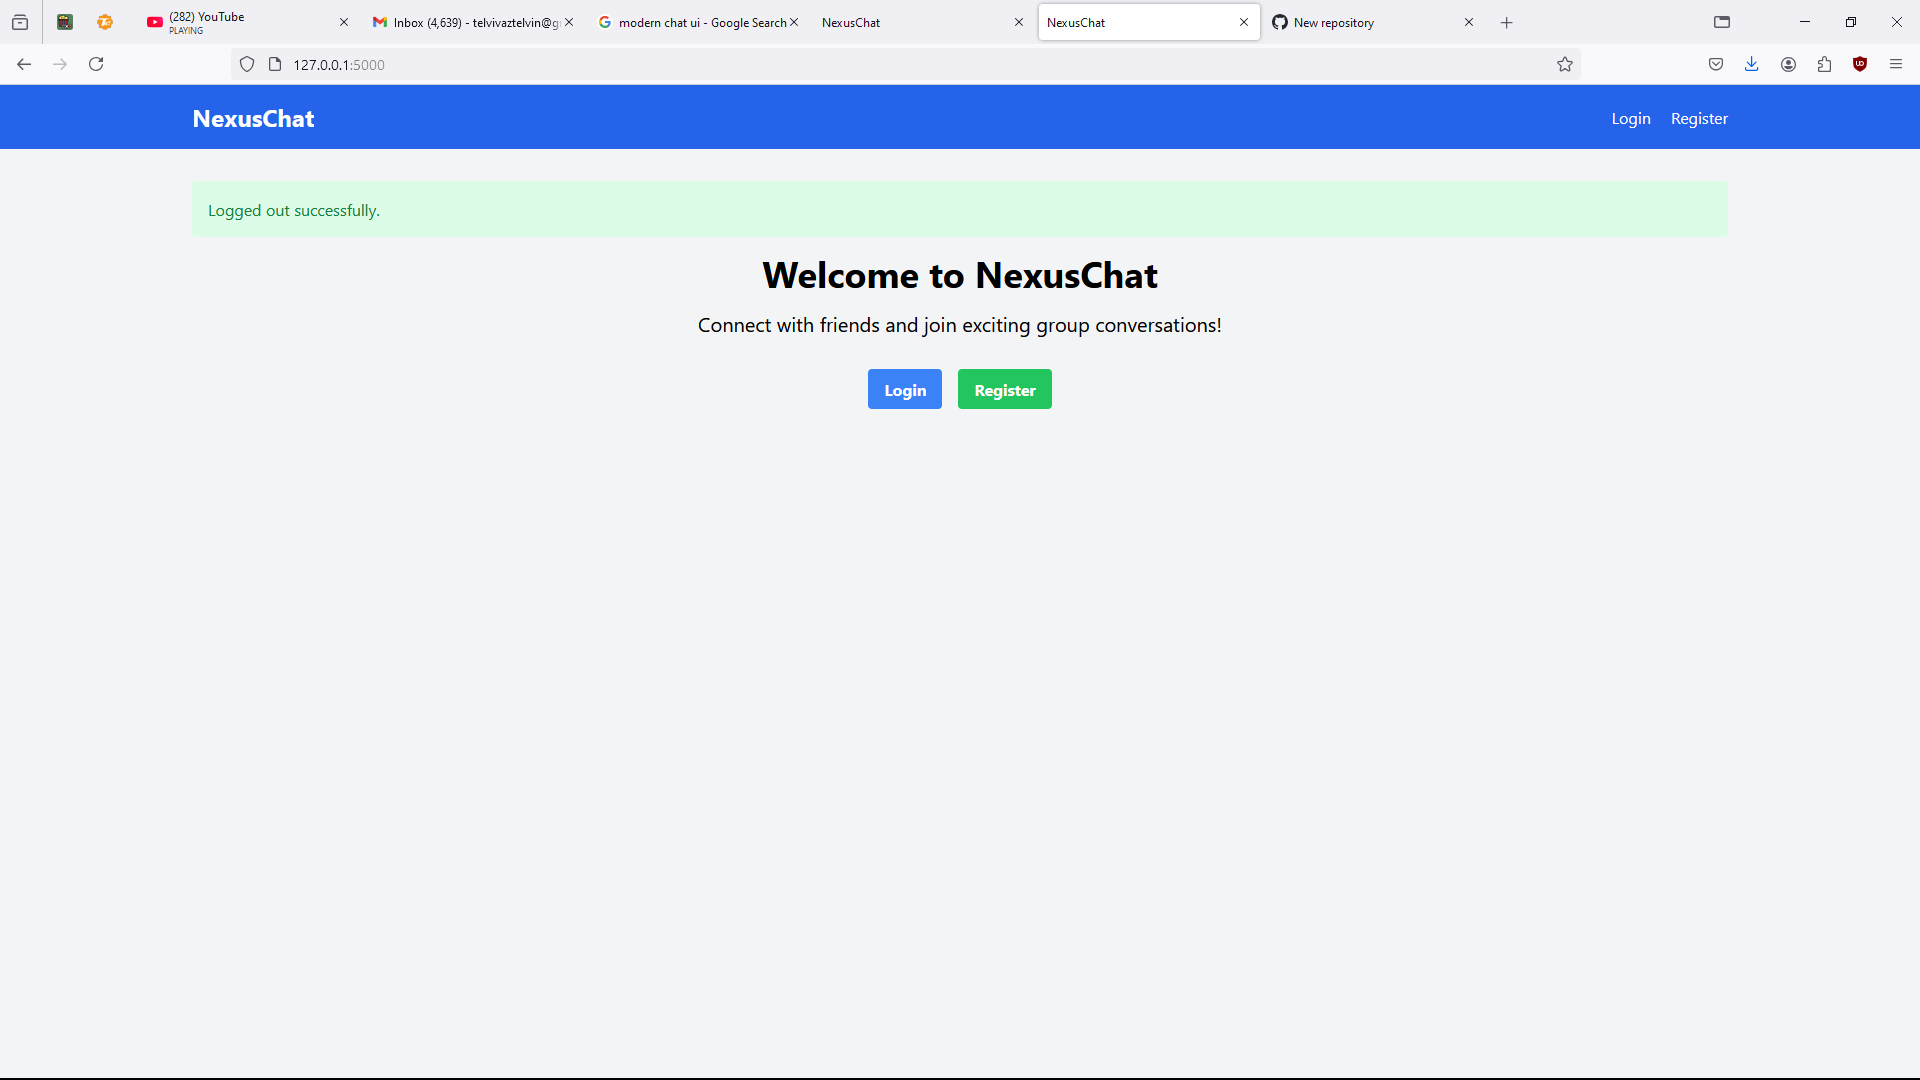 (282) YouTube
PLAYING
Inbox (4,639) - telvivaztelvin@g
modern chat ui - Google Search
NexusChat
NexusChat
New repository
127.0.0.1:5000
NexusChat
Login
Register
Logged out successfully.
Welcome to NexusChat
Connect with friends and join exciting group conversations!
Login
Register